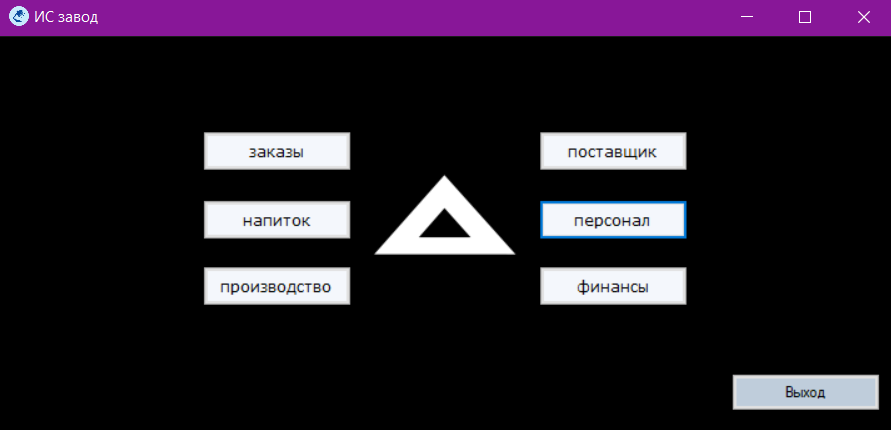 ИС завод
заказы
поставщик
напиток
персонал
производство
финансы
Выход